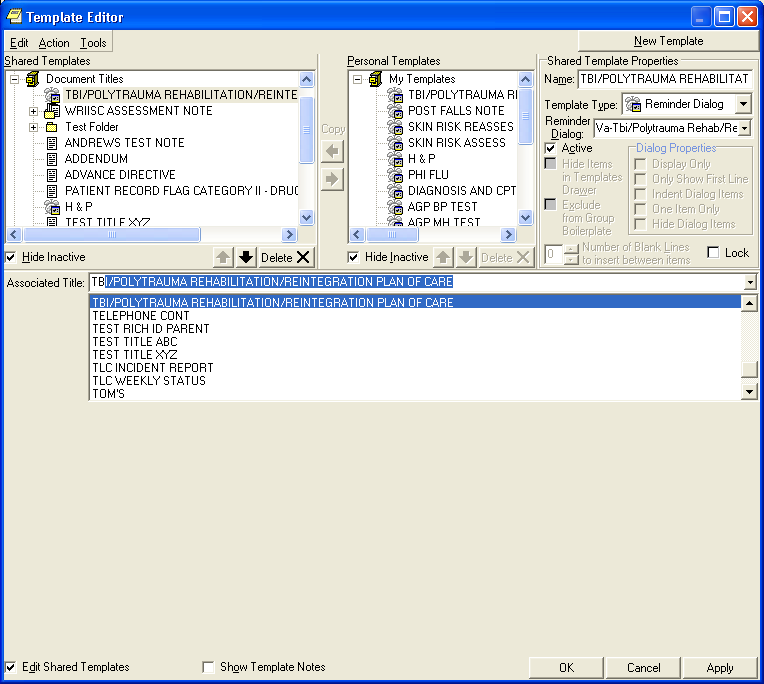 Template Editor
Edit Action Tools
New Template
Shared Templates
Document Titles
TBI/POLYTRAUMA REHABILITATION/REINTE
WRIISC ASSESSMENT NOTE
Test Folder
ANDREWS TEST NOTE
ADDENDUM
ADVANCE DIRECTIVE
PATIENT RECORD FLAG CATEGORY II - DRUG
H & P
TEST TITLE XYZ
Hide Inactive
Delete
Copy
Personal Templates
My Templates
TBI/POLYTRAUMA RI
POST FALLS NOTE
SKIN RISK REASSES
SKIN RISK ASSESS
H & P
PHI FLU
DIAGNOSIS AND CPT
AGP BP TEST
AGP MH TEST
Hide Inactive
Delete
Shared Template Properties
Name: TBI/POLYTRAUMA REHABILITAT
Template Type: Reminder Dialog
Reminder
Dialog: Va-Tbi/Polytrauma Rehab/Re
Active
Hide Items
in Templates
Drawer
Exclude
from Group
Boilerplate
Dialog Properties
Display Only
Only Show First Line
Indent Dialog Items
One Item Only
Hide Dialog Items
0 Number of Blank Lines
to insert between items
Lock
Associated Title: TBI/POLYTRAUMA REHABILITATION/REINTEGRATION PLAN OF CARE
TBI/POLYTRAUMA REHABILITATION/REINTEGRATION PLAN OF CARE
TELEPHONE CONT
TEST RICH ID PARENT
TEST TITLE ABC
TEST TITLE XYZ
TLC INCIDENT REPORT
TLC WEEKLY STATUS
TOM'S
Edit Shared Templates
Show Template Notes
OK Cancel Apply